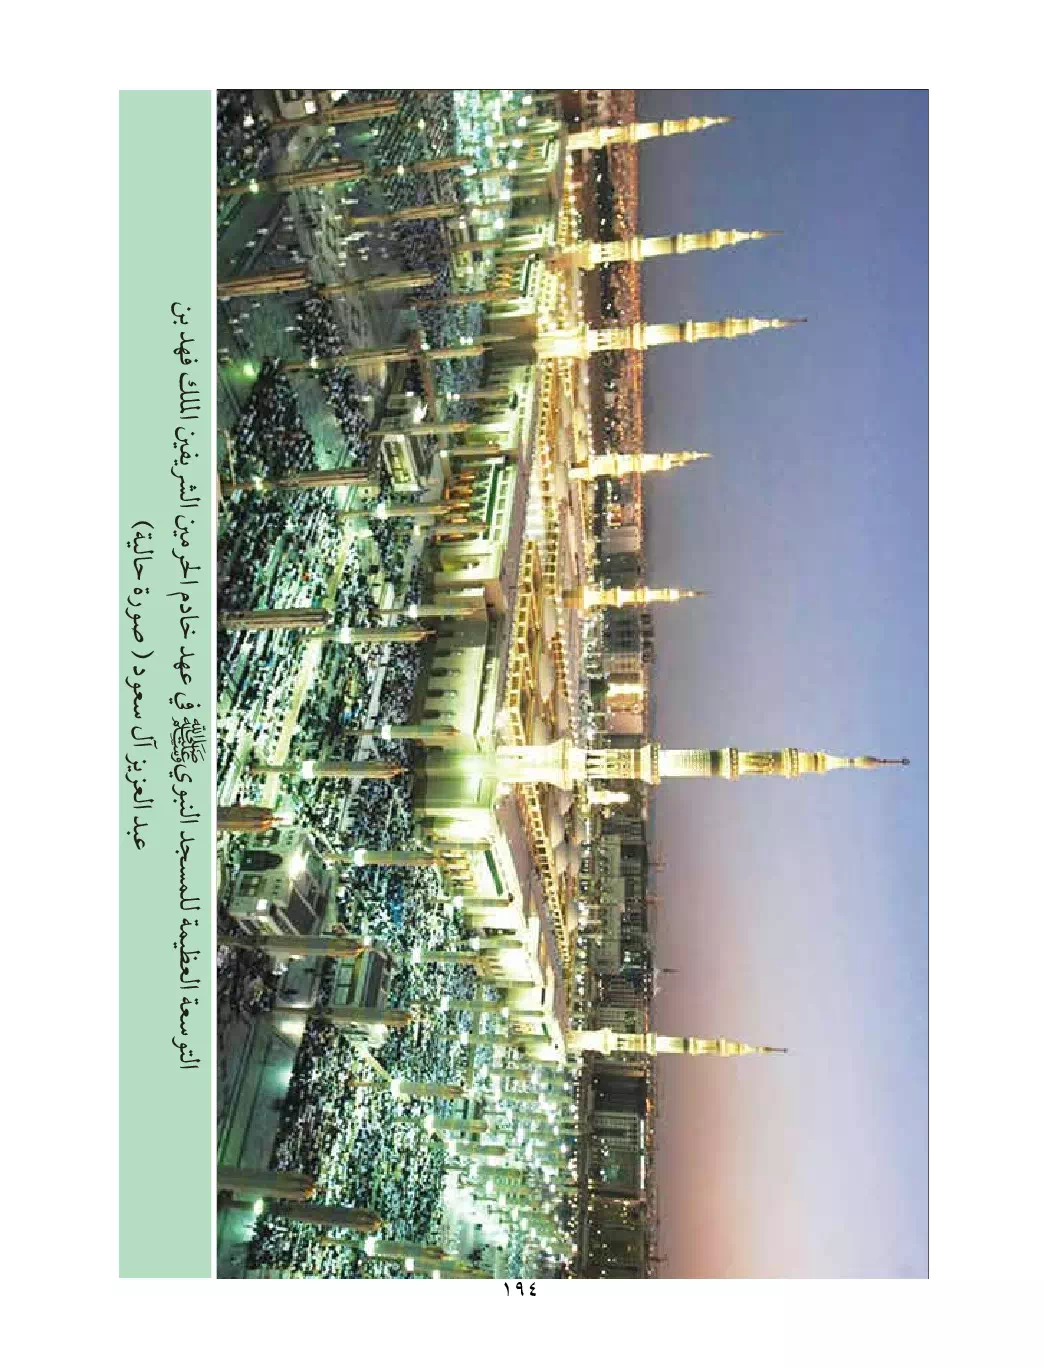 التوسعة العظيمة للمسجد النبوي ﷺ في عهد خادم الحرمين الشريفين الملك فهد بن
عبد العزيز آل سعود ( صورة حالية)
١٩٤